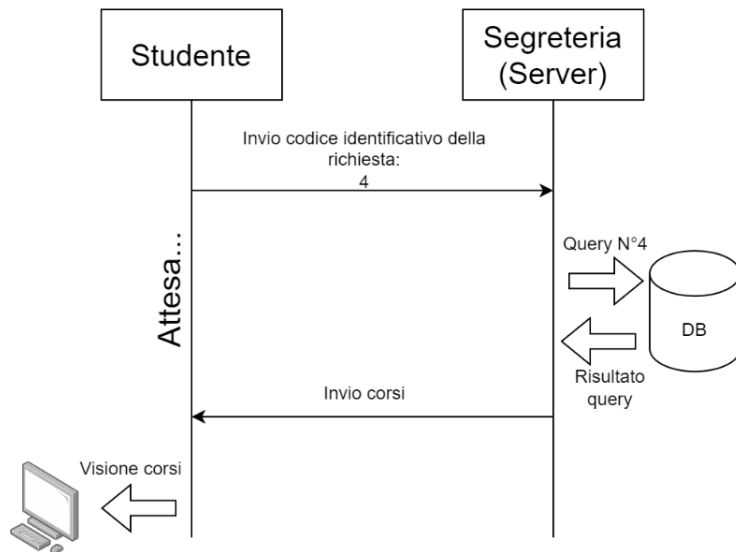 Studente
Segreteria
(Server)
Invio codice identificativo della
richiesta:
4
Attesa...
Query N°4
DB
Risultato
query
Invio corsi
Visione corsi